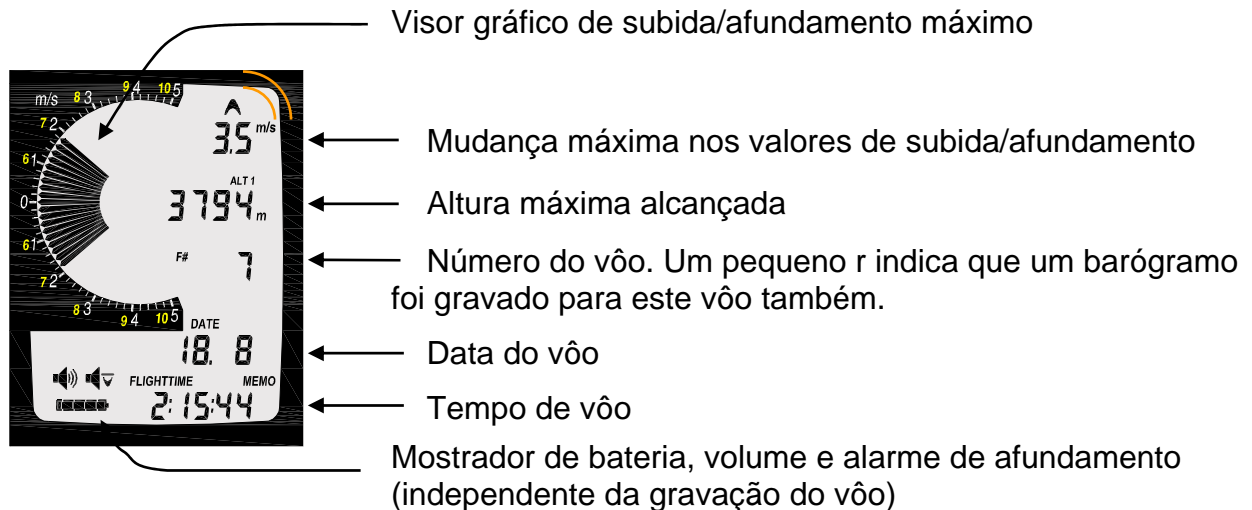 Visor gráfico de subida/afundamento máximo
m/s 8 3 9 4 10 5
7 2
6 1
0
6 1
7 2
8 3 9 4 10 5
3.5 m/s
Mudança máxima nos valores de subida/afundamento
ALT 1
3794 m
Altura máxima alcançada
F# 7
Número do vôo. Um pequeno r indica que um barógramo
foi gravado para este vôo também.
DATE
18. 8
Data do vôo
FLIGHTTIME MEMO
2:15:44
Tempo de vôo
Mostrador de bateria, volume e alarme de afundamento
(independente da gravação do vôo)